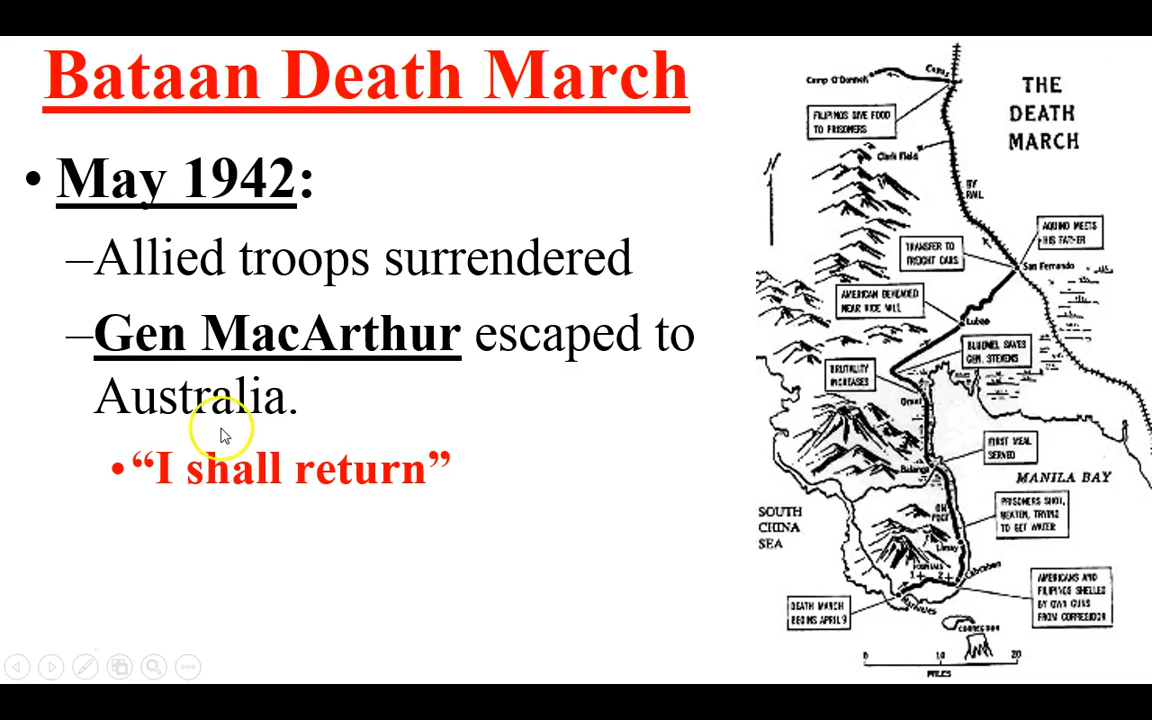 Bataan Death March
• May 1942:
–Allied troops surrendered
–Gen MacArthur escaped to
Australia.
• “I shall return”
THE
DEATH
MARCH
Camp O'Donnell
Capas
FILIPINOS GIVE FOOD
TO PRISONERS
Clark Field
BY
RAIL
AQUINO MEETS
HIS FATHER
TRANSFER TO
FREIGHT CARS
San Fernando
AMERICAN BEHEADED
NEAR RICE MILL
Lubao
BLUEMEL SAVES
GEN. STEVENS
BRUTALITY
INCREASES
Orani
FIRST MEAL
SERVED
Balanga
MANILA BAY
PRISONERS SHOT,
BEATEN, TRYING
TO GET WATER
ON
FOOT
SOUTH
CHINA
SEA
Limay
HOSPITALS
1 2
Cabcaben
AMERICANS AND
FILIPINOS SHELLED
BY OWN GUNS
FROM CORREGIDOR
DEATH MARCH
BEGINS APRIL 9
Mariveles
CORREGIDOR
0 10 20
MILES